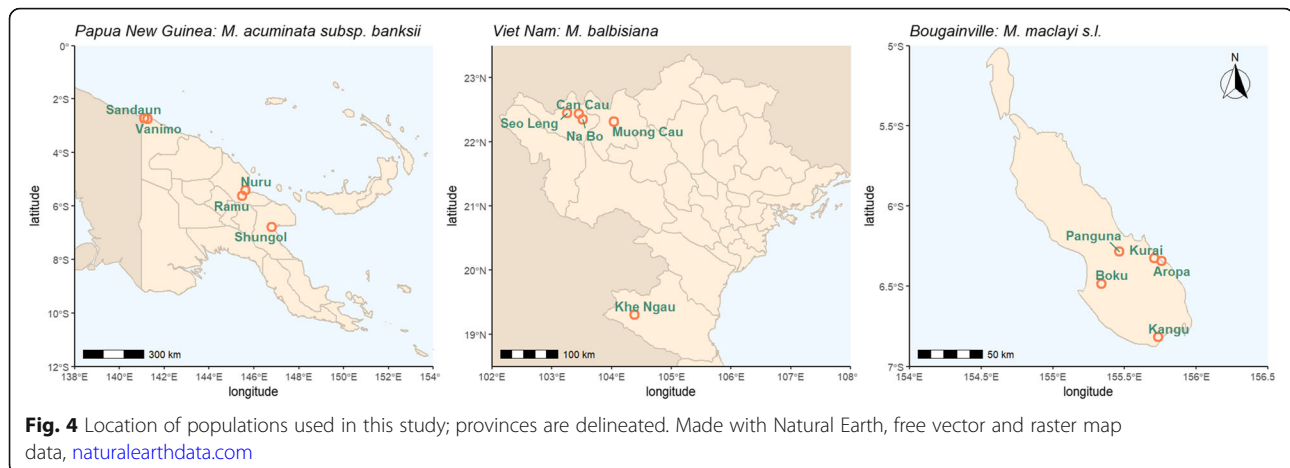 Papua New Guinea: M. acuminata subsp. banksii
0°
2°S
4°S
6°S
8°S
10°S
12°S
latitude
Sandaun
Vanimo
Nuru
Ramu
Shungol
300 km
138°E
140°E
142°E
144°E
146°E
148°E
150°E
152°E
154°
longitude
Viet Nam: M. balbisiana
23°N
22°N
21°N
20°N
19°N
latitude
Can Cau
Seo Leng
Na Bo
Muong Cau
Khe Ngau
100 km
102°E
103°E
104°E
105°E
106°E
107°E
108°
longitude
Bougainville: M. maclayi s.l.
5°S
5.5°S
6°S
6.5°S
7°S
latitude
N
Panguna
Kurai
Aropa
Boku
Kangu
50 km
154°E
154.5°E
155°E
155.5°E
156°E
156.5
longitude
Fig. 4 Location of populations used in this study; provinces are delineated. Made with Natural Earth, free vector and raster map
data, naturalearthdata.com